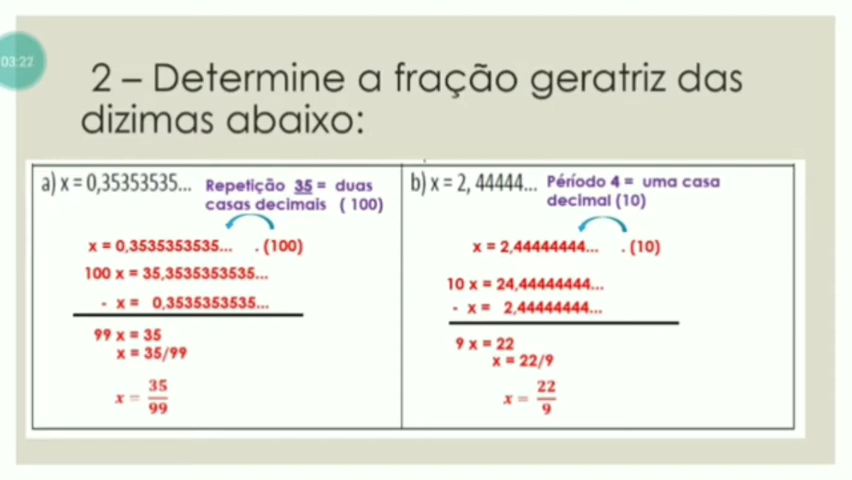 03:22
2 – Determine a fração geratriz das
dizimas abaixo:
a) x = 0,35353535...
Repetição 35 = duas
casas decimais ( 100)
x = 0,3535353535... . (100)
100 x = 35,3535353535...
- x = 0,3535353535...
99 x = 35
x = 35/99
x = 35/99
b) x = 2, 44444...
Péríodo 4 = uma casa
decimal (10)
x = 2,44444444... . (10)
10 x = 24,44444444...
- x = 2,44444444...
9 x = 22
x = 22/9
x = 22/9